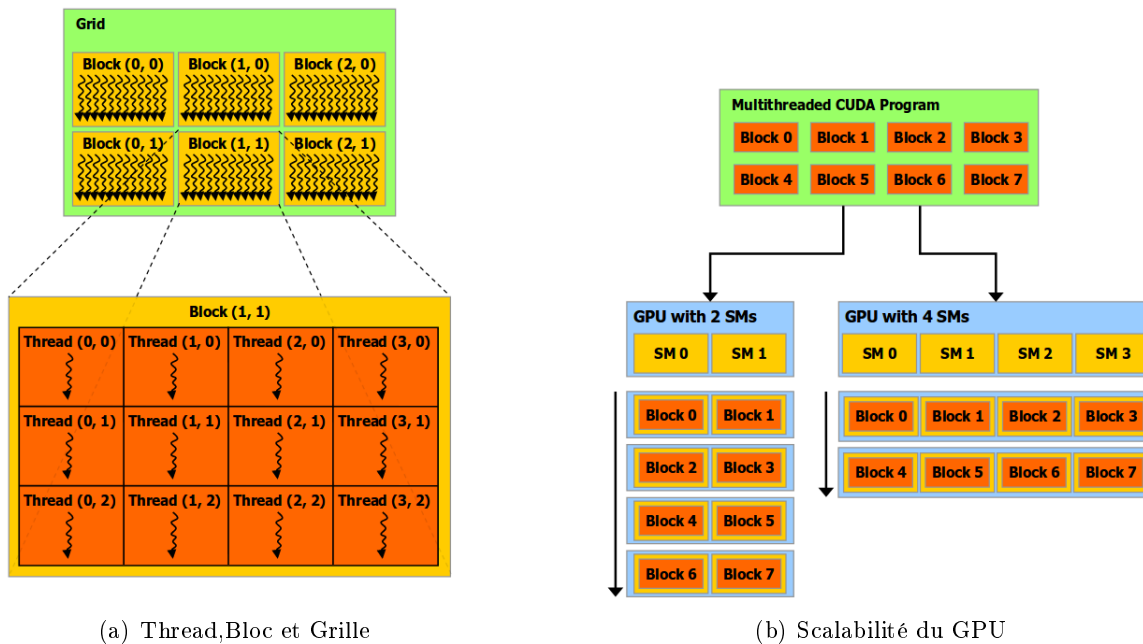 Grid
Block (0, 0) Block (1, 0) Block (2, 0)
Block (0, 1) Block (1, 1) Block (2, 1)
Block (1, 1)
Thread (0, 0) Thread (1, 0) Thread (2, 0) Thread (3, 0)
Thread (0, 1) Thread (1, 1) Thread (2, 1) Thread (3, 1)
Thread (0, 2) Thread (1, 2) Thread (2, 2) Thread (3, 2)
(a) Thread,Bloc et Grille
Multithreaded CUDA Program
Block 0 Block 1 Block 2 Block 3
Block 4 Block 5 Block 6 Block 7
GPU with 2 SMs
SM 0 SM 1
Block 0 Block 1
Block 2 Block 3
Block 4 Block 5
Block 6 Block 7
GPU with 4 SMs
SM 0 SM 1 SM 2 SM 3
Block 0 Block 1 Block 2 Block 3
Block 4 Block 5 Block 6 Block 7
(b) Scalabilité du GPU